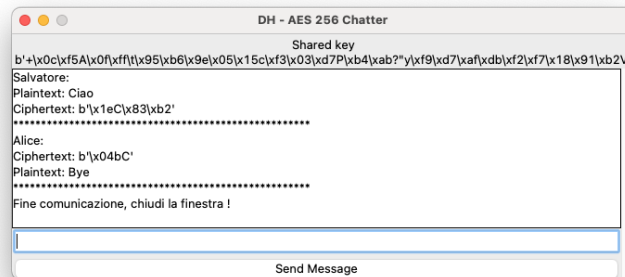 DH - AES 256 Chatter
Shared key
b'+\x0c\xf5A\x0f\xff\t\x95\xb6\x9e\x05\x15c\xf3\x03\xd7P\xb4\xab?"y\xf9\xd7\xaf\xdb\xf2\xf7\x18\x91\xb2V
Salvatore:
Plaintext: Ciao
Ciphertext: b'\x1eC\x83\xb2'
*****************************************************
Alice:
Ciphertext: b'\x04bC'
Plaintext: Bye
*****************************************************
Fine comunicazione, chiudi la finestra !
Send Message